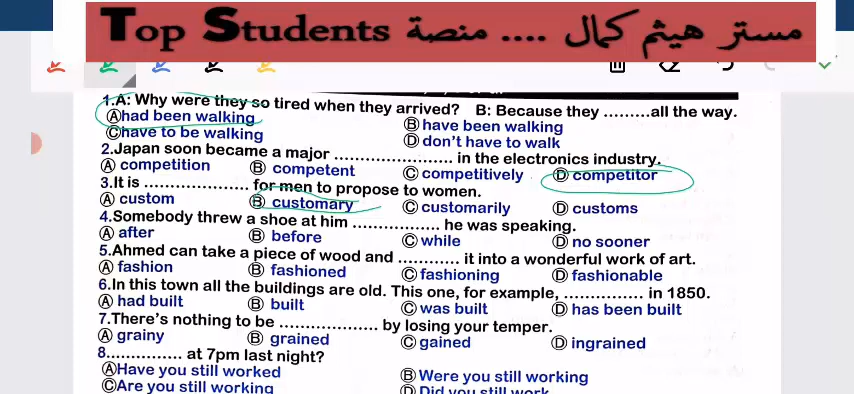 Top Students مستر هيثم كمال .... منصة
1.A: Why were they so tired when they arrived? B: Because they .........all the way.
Ⓐhad been walking Ⓑ have been walking
Ⓒhave to be walking Ⓓ don't have to walk
2.Japan soon became a major ....................... in the electronics industry.
Ⓐ competition Ⓑ competent Ⓒ competitively Ⓓ competitor
3.It is .................... for men to propose to women.
Ⓐ custom Ⓑ customary Ⓒ customarily Ⓓ customs
4.Somebody threw a shoe at him ................. he was speaking.
Ⓐ after Ⓑ before Ⓒ while Ⓓ no sooner
5.Ahmed can take a piece of wood and ............ it into a wonderful work of art.
Ⓐ fashion Ⓑ fashioned Ⓒ fashioning Ⓓ fashionable
6.In this town all the buildings are old. This one, for example, ............... in 1850.
Ⓐ had built Ⓑ built Ⓒ was built Ⓓ has been built
7.There's nothing to be ................... by losing your temper.
Ⓐ grainy Ⓑ grained Ⓒ gained Ⓓ ingrained
8............... at 7pm last night?
ⒶHave you still worked Ⓑ Were you still working
ⒸAre you still working Ⓓ Did you still work